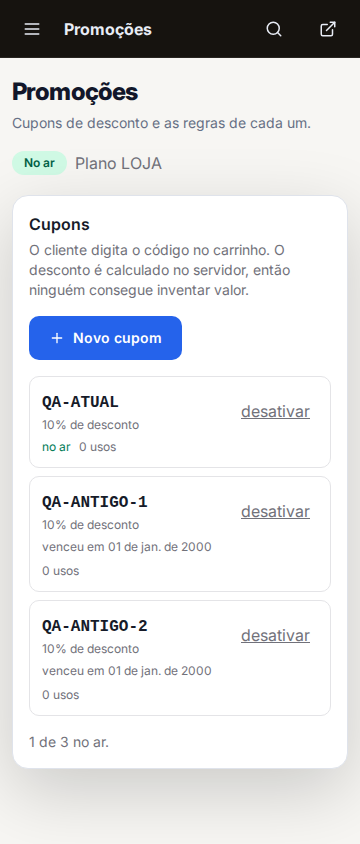 Promoções
Promoções
Cupons de desconto e as regras de cada um.
No ar Plano LOJA
Cupons
O cliente digita o código no carrinho. O
desconto é calculado no servidor, então
ninguém consegue inventar valor.
Novo cupom
QA-ATUAL
desativar
10% de desconto
no ar 0 usos
QA-ANTIGO-1
desativar
10% de desconto
venceu em 01 de jan. de 2000
0 usos
QA-ANTIGO-2
desativar
10% de desconto
venceu em 01 de jan. de 2000
0 usos
1 de 3 no ar.